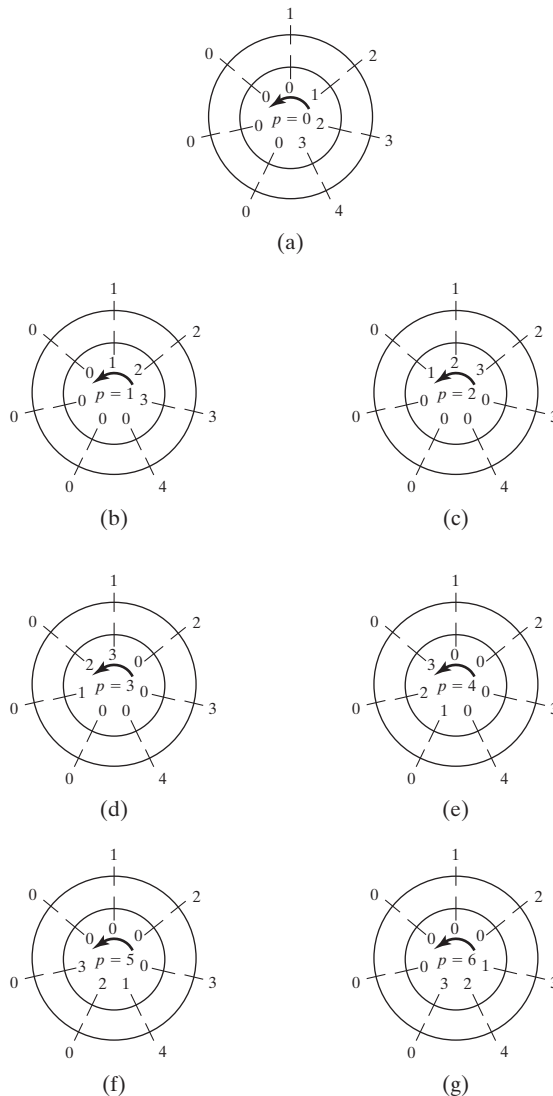 1
0 2
0
0 1
0 p = 0 2
0 3
0 3
0 4
(a)
1 1
0 2 0 2
1 2
0 2 1 3
0 p = 1 3 0 p = 2 0
0 3 0 3
0 0 0 0
0 4 0 4
(b) (c)
1 1
0 2 0 2
3 0
2 0 3 0
1 p = 3 0 2 p = 4 0
0 3 0 3
0 0 1 0
0 4 0 4
(d) (e)
1 1
0 2 0 2
0 0
0 0 0 0
3 p = 5 0 0 p = 6 1
0 3 0 3
2 1 3 2
0 4 0 4
(f) (g)